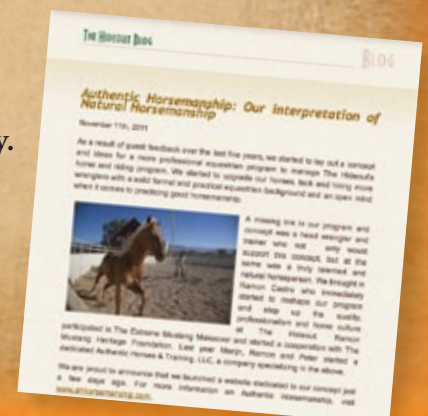 y.
THE HIDEOUT BLOG
BLOG
Authentic Horsemanship: Our Interpretation of
Natural Horsemanship
November 11th, 2011
As a result of guest feedback over the last five years, we started to lay out a concept
and ideas for a more professional equestrian program to manage The Hideout's
horse and riding program. We started to upgrade our horses, tack and hiring more
wranglers with a solid formal and practical equestrian background and an open mind
when it comes to practicing good horsemanship.
A missing link in our program and
concept was a head wrangler and
trainer who not only would
support this concept, but at the
same time a truly talented and
natural horseperson. We brought in
Ramon Castro who immediately
started to reshape our program
and step up the quality,
professionalism and horse culture
at The Hideout. Ramon
participated in The Extreme Mustang Makeover and started a cooperation with The
Mustang Heritage Foundation. Last year Marijn, Ramon and Peter started a
dedicated Authentic Horses & Training, LLC, a company specializing in the above.
We are proud to announce that we launched a website dedicated to our concept just
a few days ago. For more information on Authentic Horsemanship, visit